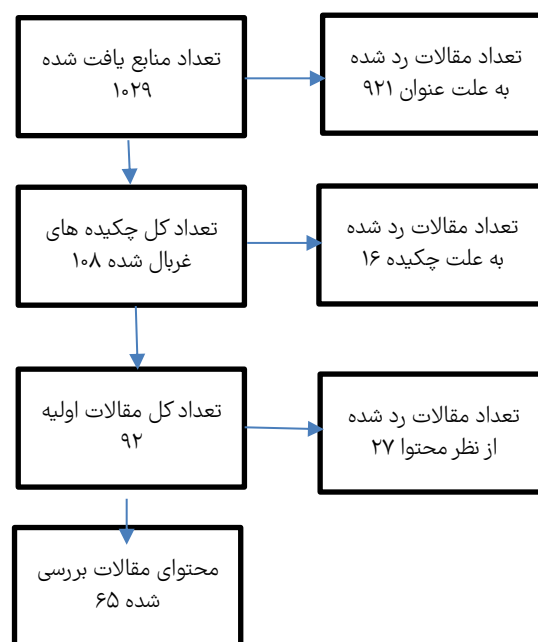 تعداد منابع یافت شده
۱۰۲۹
تعداد مقالات رد شده
به علت عنوان ۹۲۱
تعداد کل چکیده های
غربال شده ۱۰۸
تعداد مقالات رد شده
به علت چکیده ۱۶
تعداد کل مقالات اولیه
۹۲
تعداد مقالات رد شده
از نظر محتوا ۲۷
محتوای مقالات بررسی
شده ۶۵